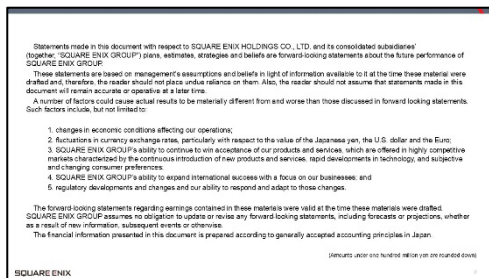 Statements made in this document with respect to SQUARE ENIX HOLDINGS CO., LTD. and its consolidated subsidiaries'
(together, "SQUARE ENIX GROUP") plans, estimates, strategies and beliefs are forward-looking statements about the future performance of
SQUARE ENIX GROUP.
These statements are based on management's assumptions and beliefs in light of information available to it at the time these material were
drafted and, therefore, the reader should not place undue reliance on them. Also, the reader should not assume that statements made in this
document will remain accurate or operative at a later time.
A number of factors could cause actual results to be materially different from and worse than those discussed in forward looking statements.
Such factors include, but not limited to:
1. changes in economic conditions affecting our operations;
2. fluctuations in currency exchange rates, particularly with respect to the value of the Japanese yen, the U.S. dollar and the Euro;
3. SQUARE ENIX GROUP's ability to continue to win acceptance of our products and services, which are offered in highly competitive
markets characterized by the continuous introduction of new products and services, rapid developments in technology, and subjective
and changing consumer preferences;
4. SQUARE ENIX GROUP's ability to expand international success with a focus on our businesses; and
5. regulatory developments and changes and our ability to respond and adapt to those changes.
The forward-looking statements regarding earnings contained in these materials were valid at the time these materials were drafted.
SQUARE ENIX GROUP assumes no obligation to update or revise any forward-looking statements, including forecasts or projections, whether
as a result of new information, subsequent events or otherwise.
The financial information presented in this document is prepared according to generally accepted accounting principles in Japan.
(Amounts under one hundred million yen are rounded down)
SQUARE ENIX